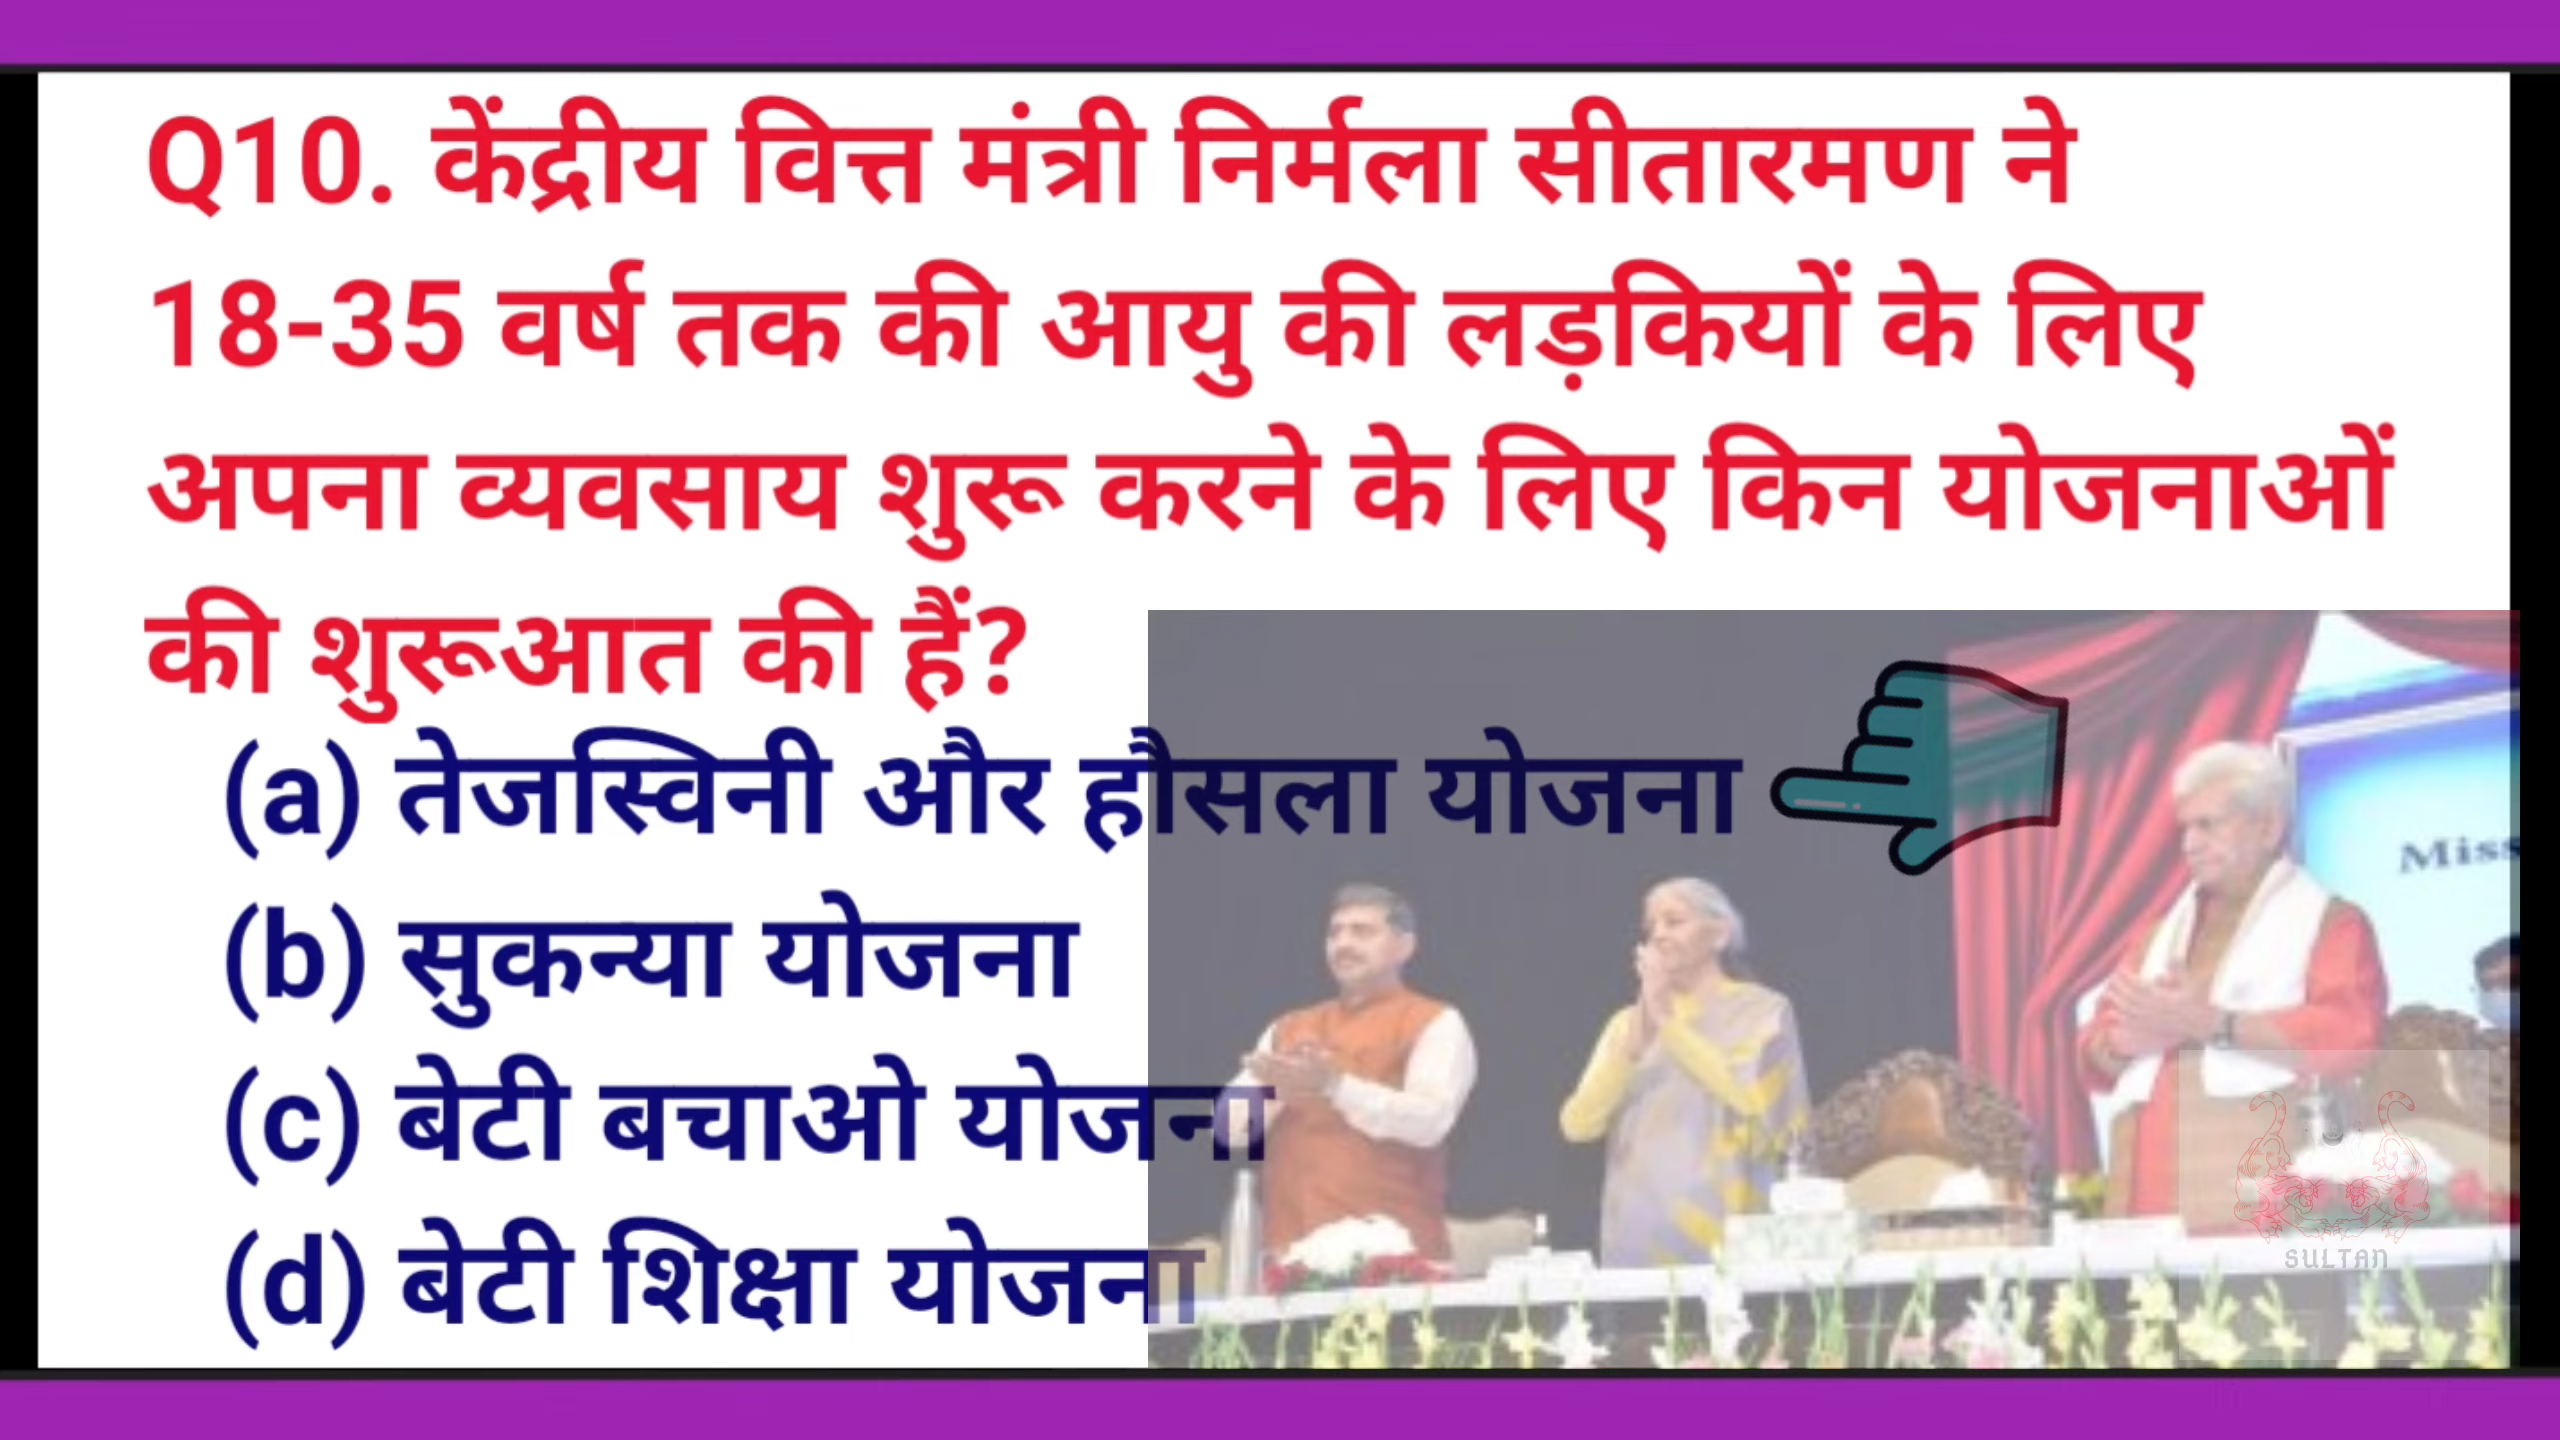 Q10. केंद्रीय वित्त मंत्री निर्मला सीतारमण ने
18-35 वर्ष तक की आयु की लड़कियों के लिए
अपना व्यवसाय शुरू करने के लिए किन योजनाओं
की शुरूआत की हैं?
(a) तेजस्विनी और हौसला योजना
(b) सुकन्या योजना
(c) बेटी बचाओ योजना
(d) बेटी शिक्षा योजना
Miss
SULTAN